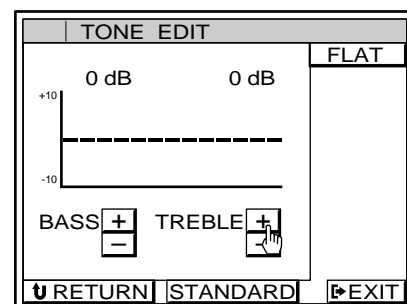 TONE EDIT
FLAT
0 dB 0 dB
+10
-10
BASS + TREBLE +
– –
RETURN STANDARD EXIT